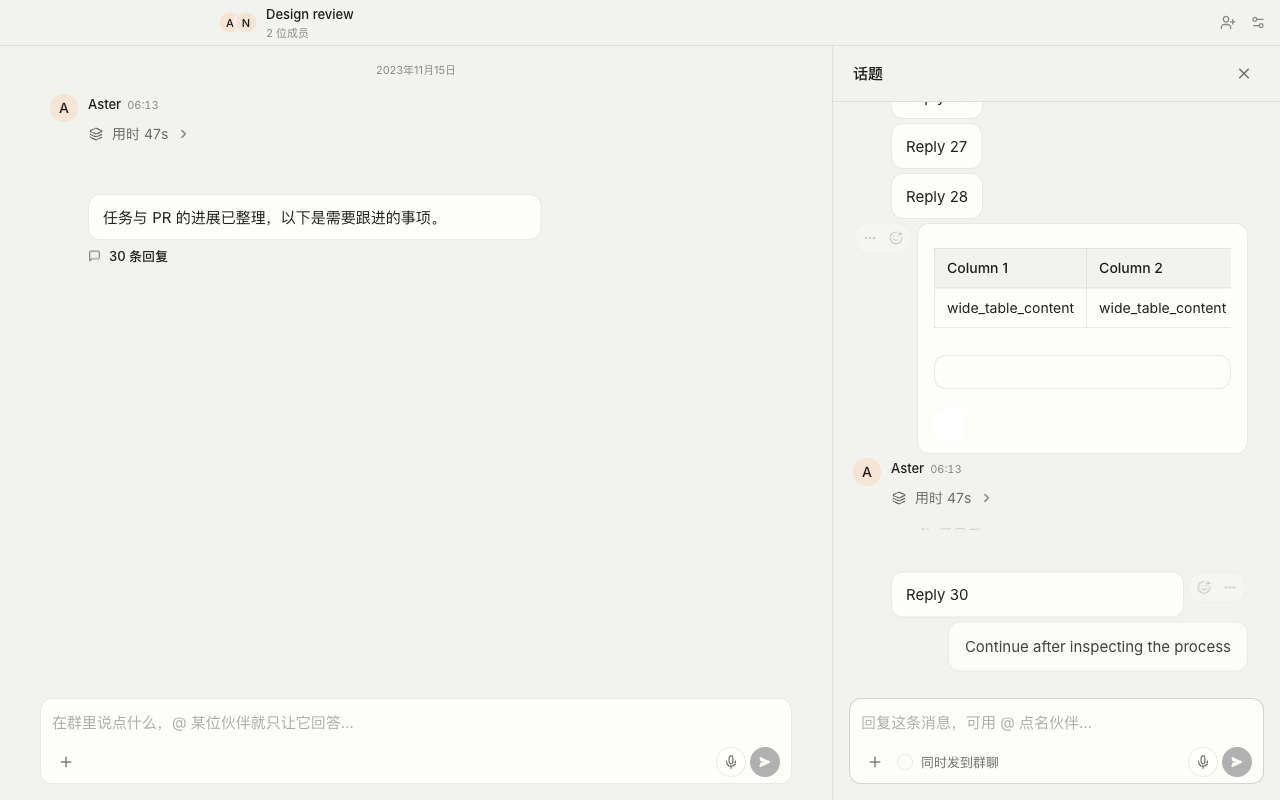 A N
Design review
2 位成员
2023年11月15日
A
Aster 06:13
用时 47s
任务与 PR 的进展已整理，以下是需要跟进的事项。
30 条回复
在群里说点什么，@ 某位伙伴就只让它回答...
话题
Reply 27
Reply 28
Column 1 Column 2
wide_table_content wide_table_content
A
Aster 06:13
用时 47s
Reply 30
Continue after inspecting the process
回复这条消息，可用 @ 点名伙伴...
同时发到群聊